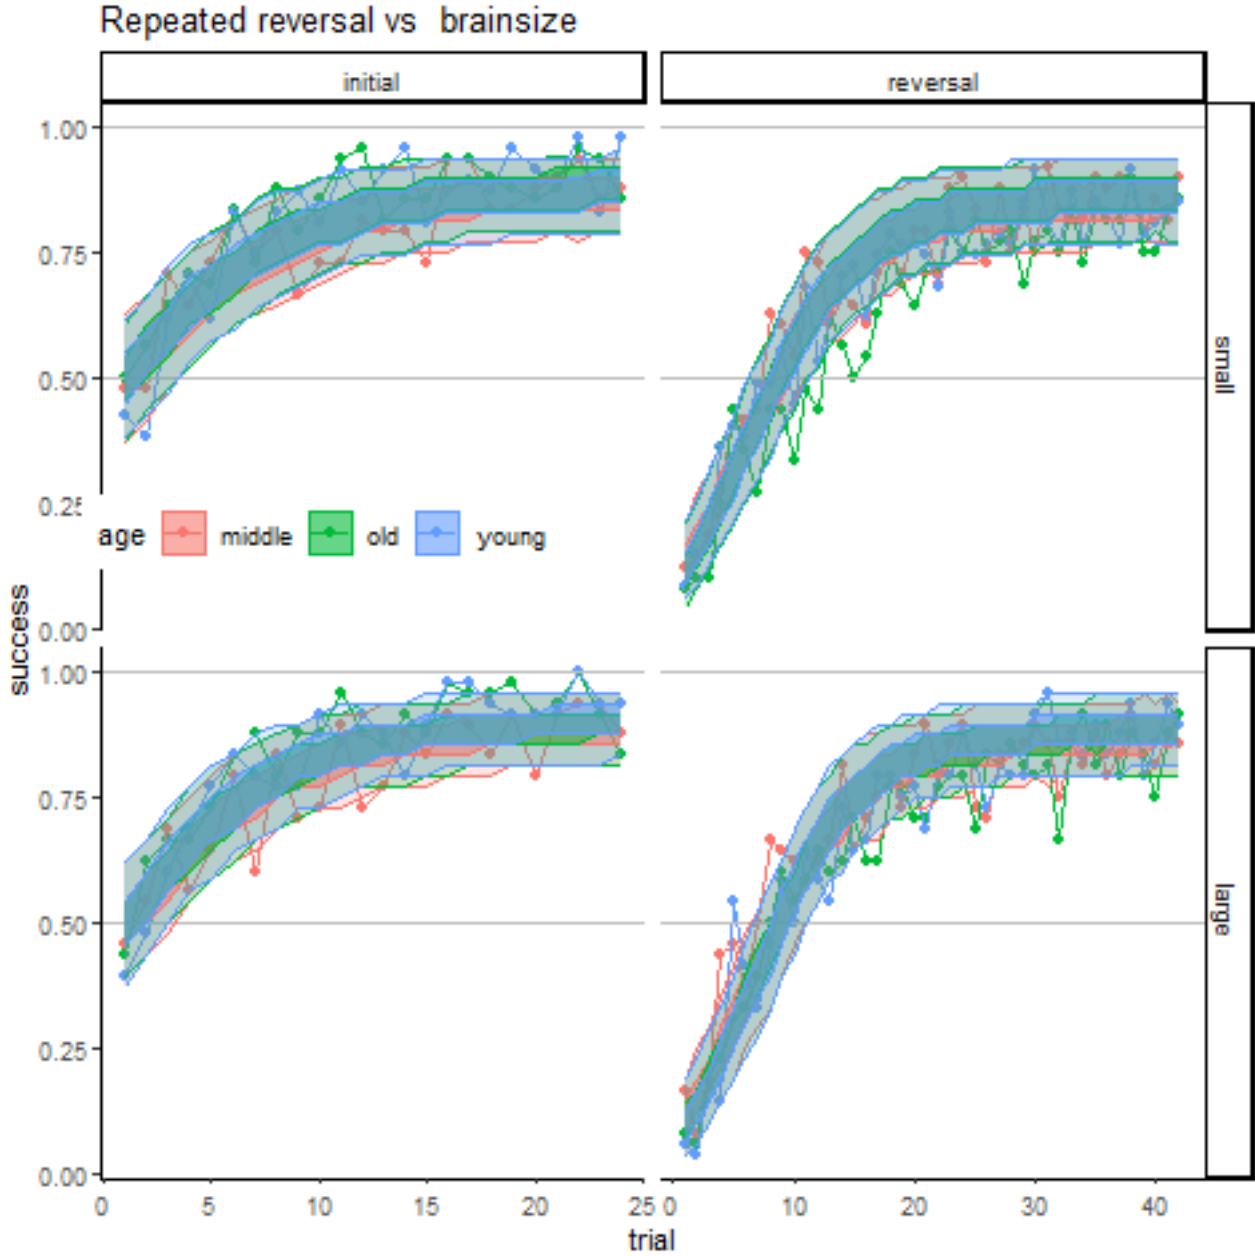 Repeated reversal vs brainsize
initial
reversal
1.00
0.75
0.50
0.25
0.00
small
age middle old young
success
1.00
0.75
0.50
0.25
0.00
large
0 5 10 15 20 25
0 10 20 30 40
trial